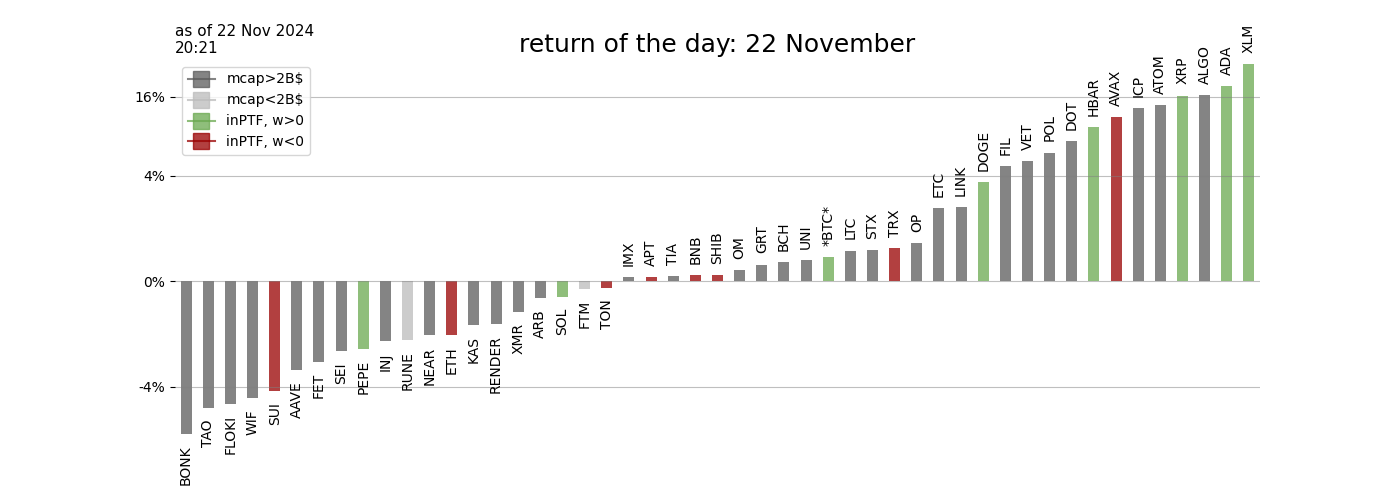 as of 22 Nov 2024
20:21
return of the day: 22 November
mcap>2B$
mcap<2B$
inPTF, w>0
inPTF, w<0
16%
4%
0%
-4%
BONK
TAO
FLOKI
WIF
SUI
AAVE
FET
SEI
PEPE
INJ
RUNE
NEAR
ETH
KAS
RENDER
XMR
ARB
SOL
FTM
TON
IMX
APT
TIA
BNB
SHIB
OM
GRT
BCH
UNI
*BTC*
LTC
STX
TRX
OP
ETC
LINK
DOGE
FIL
VET
POL
DOT
HBAR
AVAX
ICP
ATOM
XRP
ALGO
ADA
XLM